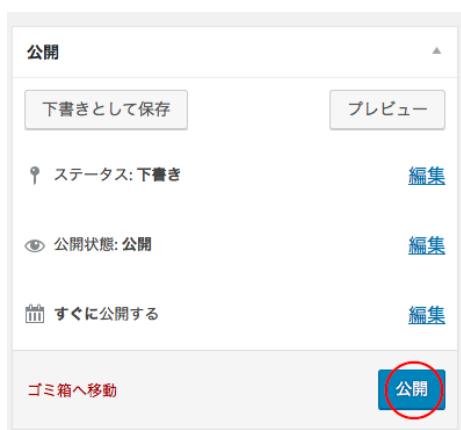 公開
下書きとして保存 プレビュー
ステータス: 下書き 編集
公開状態: 公開 編集
すぐに公開する 編集
ゴミ箱へ移動 公開